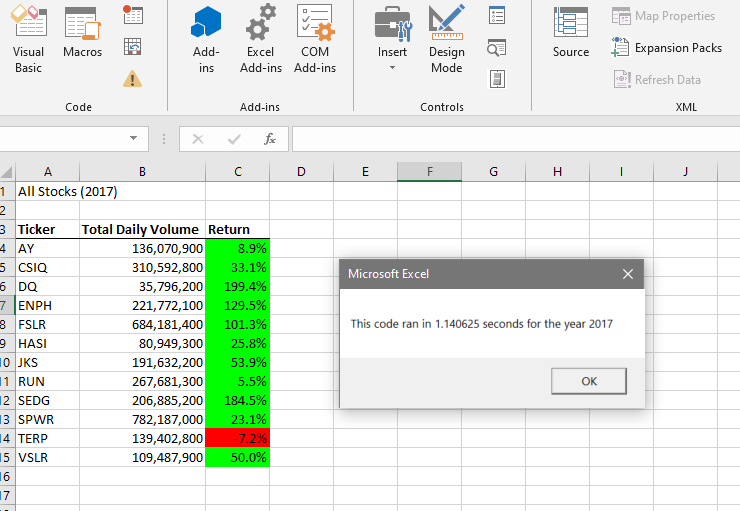 Visual Basic
Macros
Add-ins
Excel Add-ins
COM Add-ins
Insert
Design Mode
Source
Map Properties
Expansion Packs
Refresh Data
Code
Add-ins
Controls
XML
fx
A B C D E F G H I J
1 All Stocks (2017)
2
3 Ticker Total Daily Volume Return
4 AY 136,070,900 8.9%
5 CSIQ 310,592,800 33.1%
6 DQ 35,796,200 199.4%
7 ENPH 221,772,100 129.5%
8 FSLR 684,181,400 101.3%
9 HASI 80,949,300 25.8%
10 JKS 191,632,200 53.9%
11 RUN 267,681,300 5.5%
12 SEDG 206,885,200 184.5%
13 SPWR 782,187,000 23.1%
14 TERP 139,402,800 -7.2%
15 VSLR 109,487,900 50.0%
16
17
Microsoft Excel
This code ran in 1.140625 seconds for the year 2017
OK